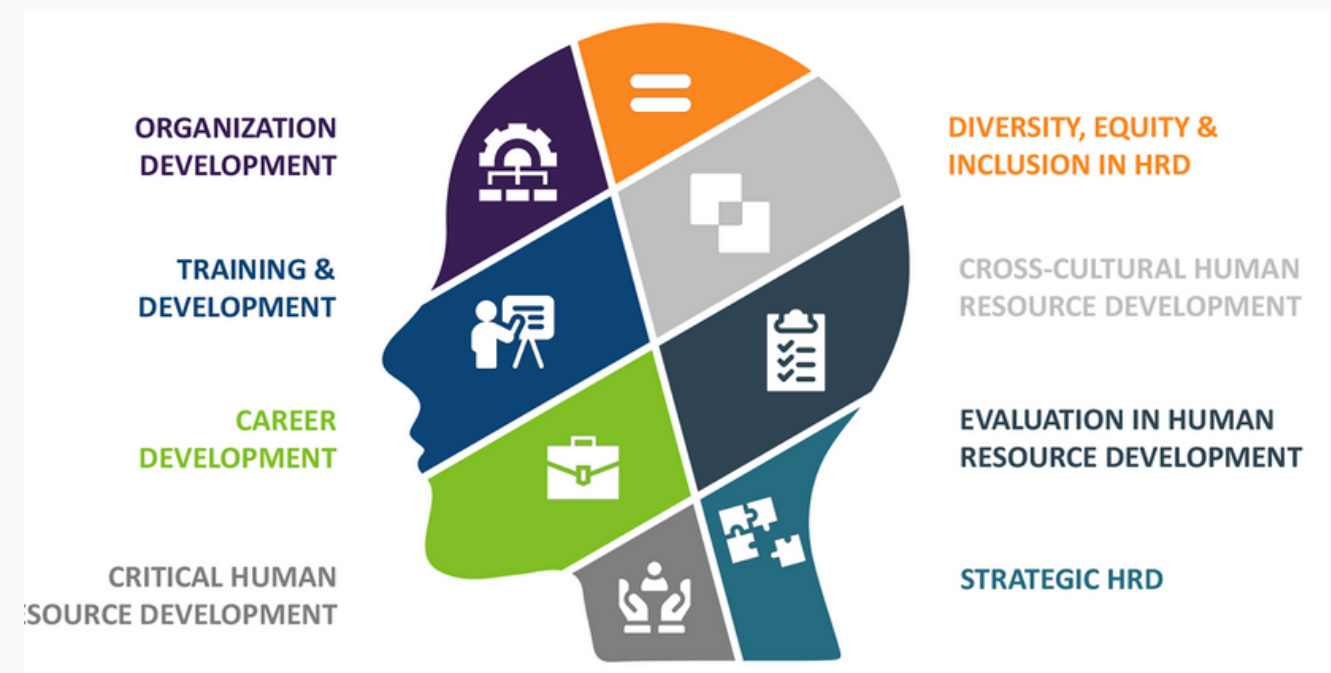 ORGANIZATION
DEVELOPMENT
TRAINING &
DEVELOPMENT
CAREER
DEVELOPMENT
CRITICAL HUMAN
ESOURCE DEVELOPMENT
DIVERSITY, EQUITY &
INCLUSION IN HRD
CROSS-CULTURAL HUMAN
RESOURCE DEVELOPMENT
EVALUATION IN HUMAN
RESOURCE DEVELOPMENT
STRATEGIC HRD